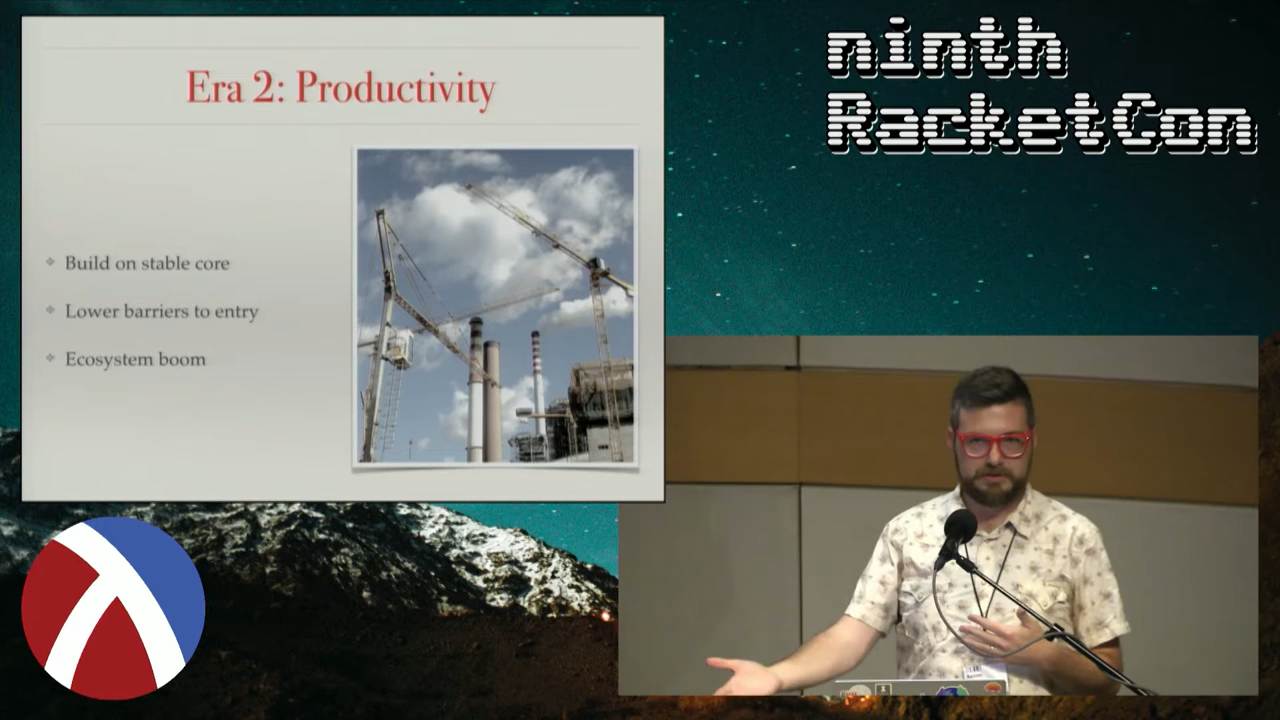 Era 2: Productivity
Build on stable core
Lower barriers to entry
Ecosystem boom
ninth
RacketCon